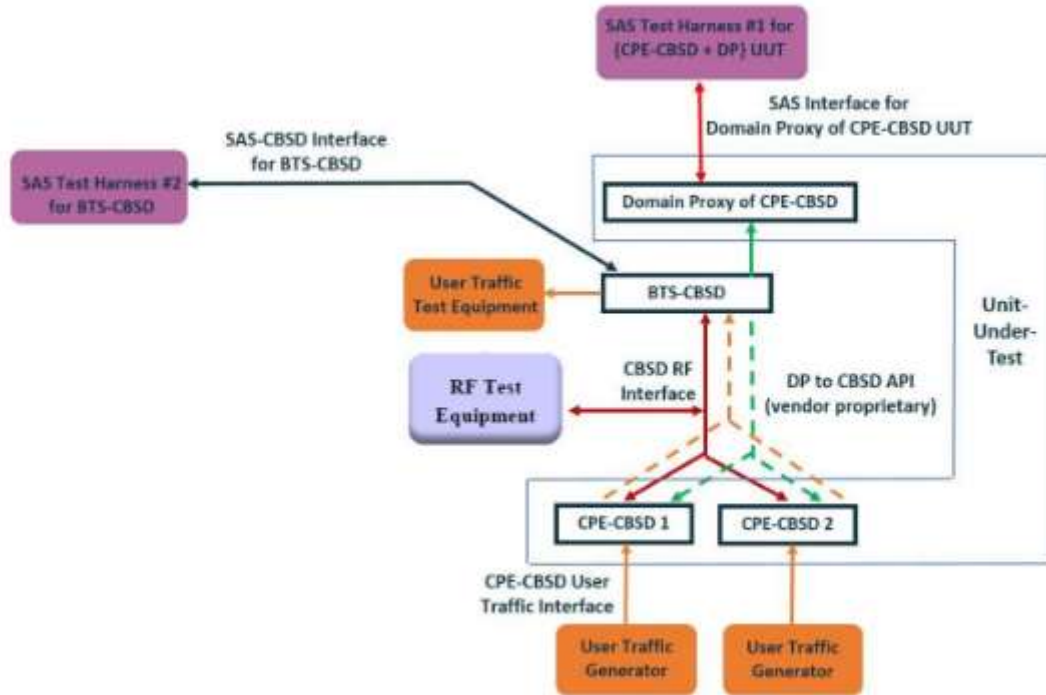 SAS Test Harness #1 for
{CPE-CBSD + DP} UUT
SAS Interface for
Domain Proxy of CPE-CBSD UUT
SAS-CBSD Interface
for BTS-CBSD
SAS Test Harness #2
for BTS-CBSD
Domain Proxy of CPE-CBSD
User Traffic
Test Equipment
BTS-CBSD
Unit-
Under-
Test
CBSD RF
Interface
DP to CBSD API
(vendor proprietary)
RF Test
Equipment
CPE-CBSD 1
CPE-CBSD 2
CPE-CBSD User
Traffic Interface
User Traffic
Generator
User Traffic
Generator